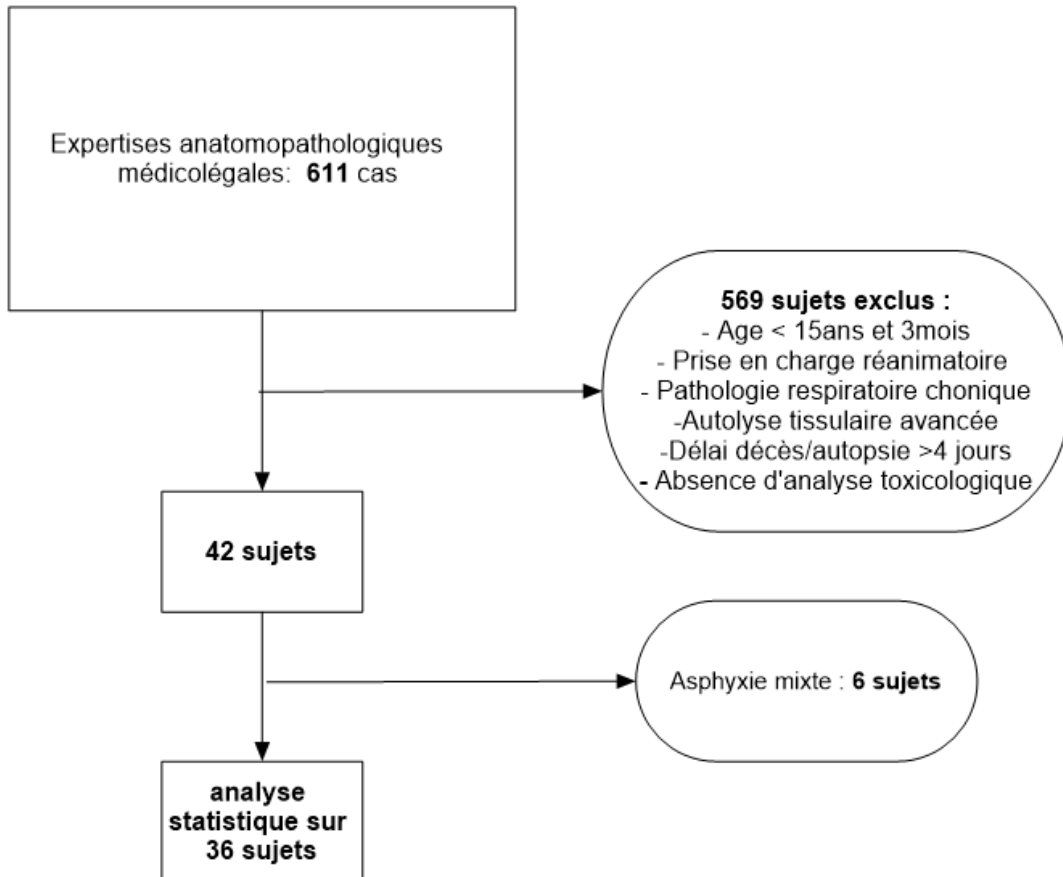 Expertises anatomopathologiques
médicolégales: 611 cas
569 sujets exclus :
- Age < 15ans et 3mois
- Prise en charge réanimatoire
- Pathologie respiratoire chonique
-Autolyse tissulaire avancée
-Délai décès/autopsie >4 jours
- Absence d'analyse toxicologique
42 sujets
Asphyxie mixte : 6 sujets
analyse
statistique sur
36 sujets